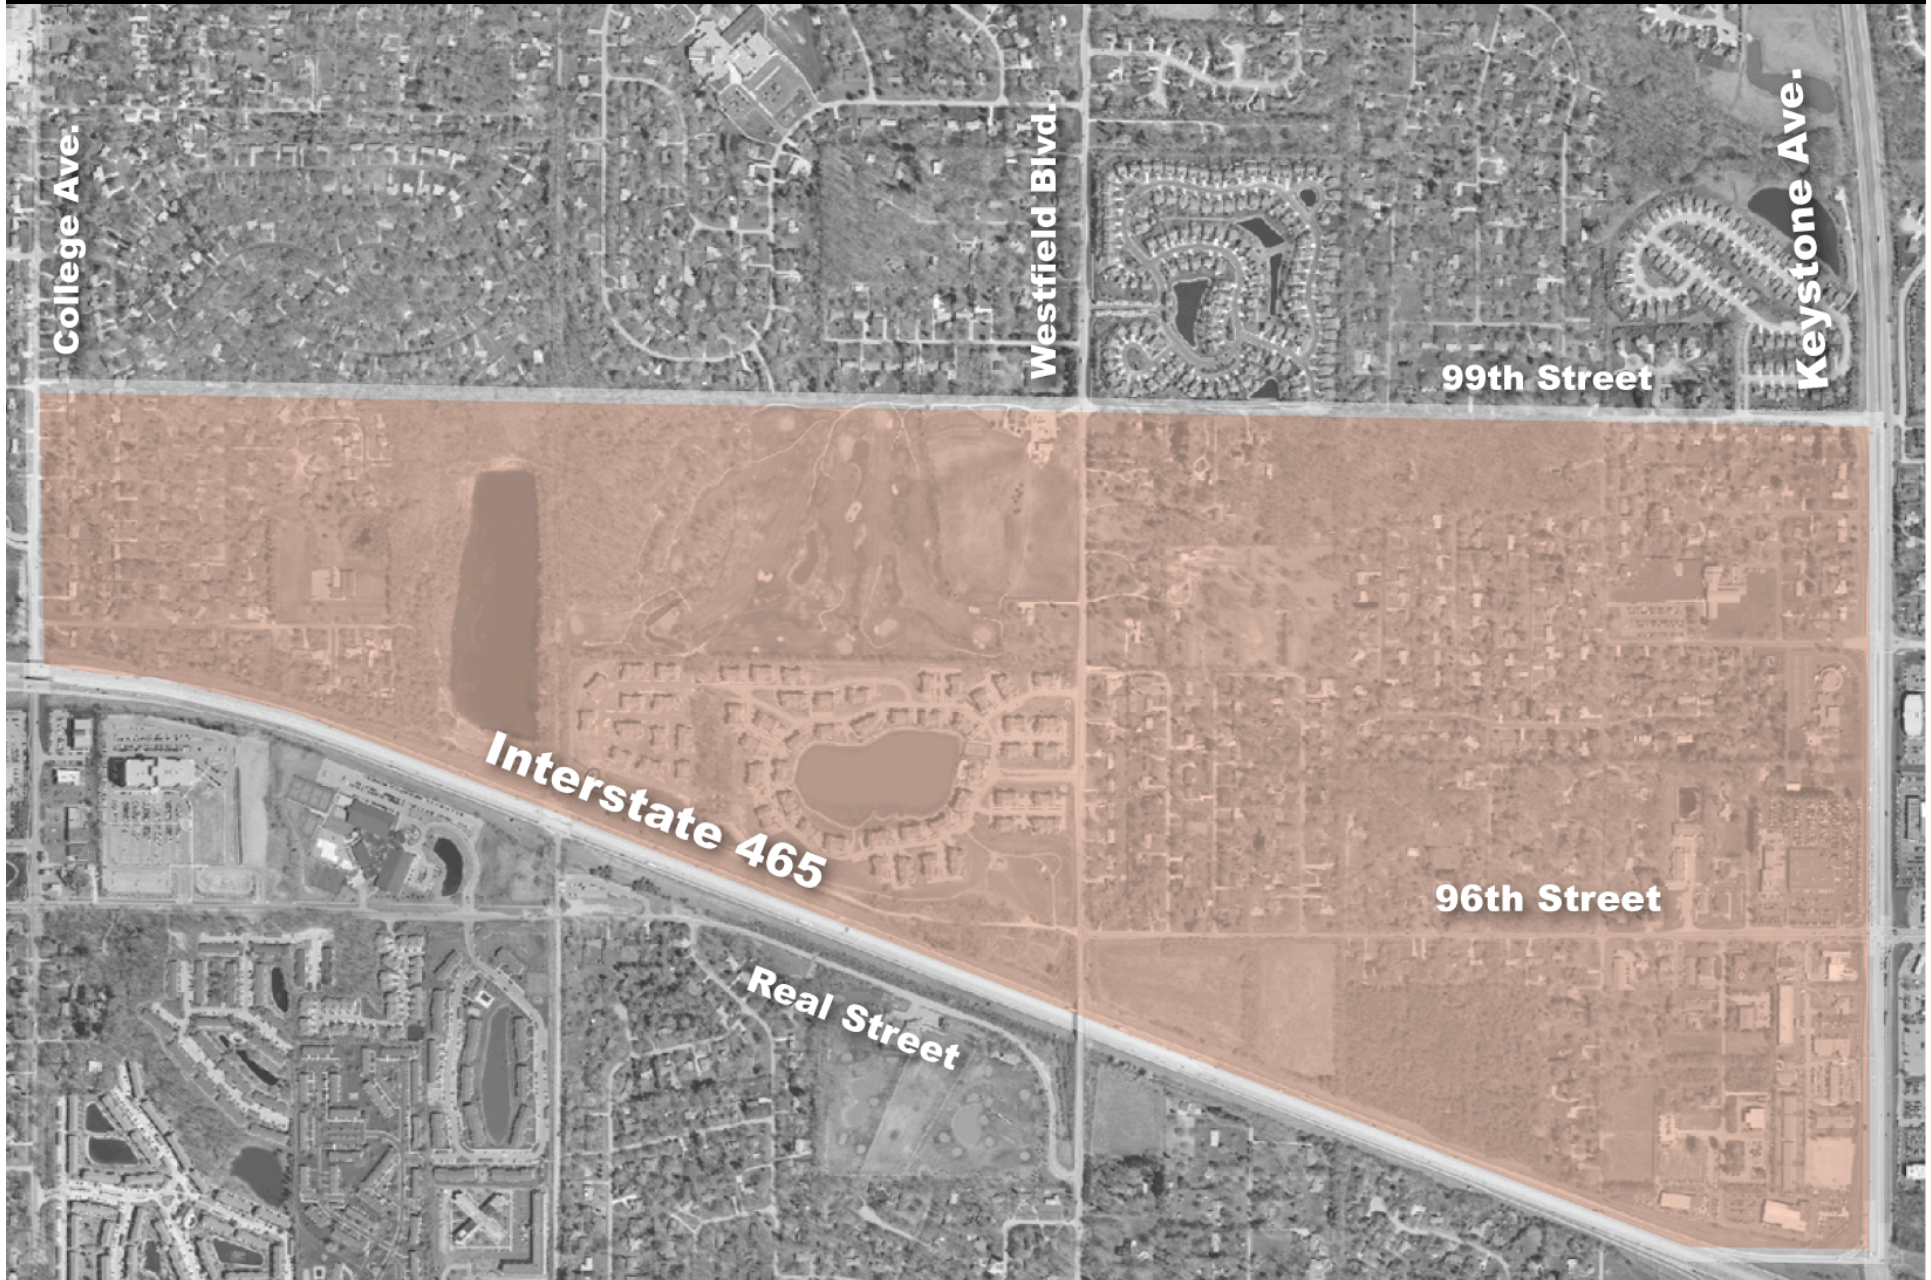 College Ave.
Westfield Blvd.
Keystone Ave.
99th Street
Interstate 465
96th Street
Real Street